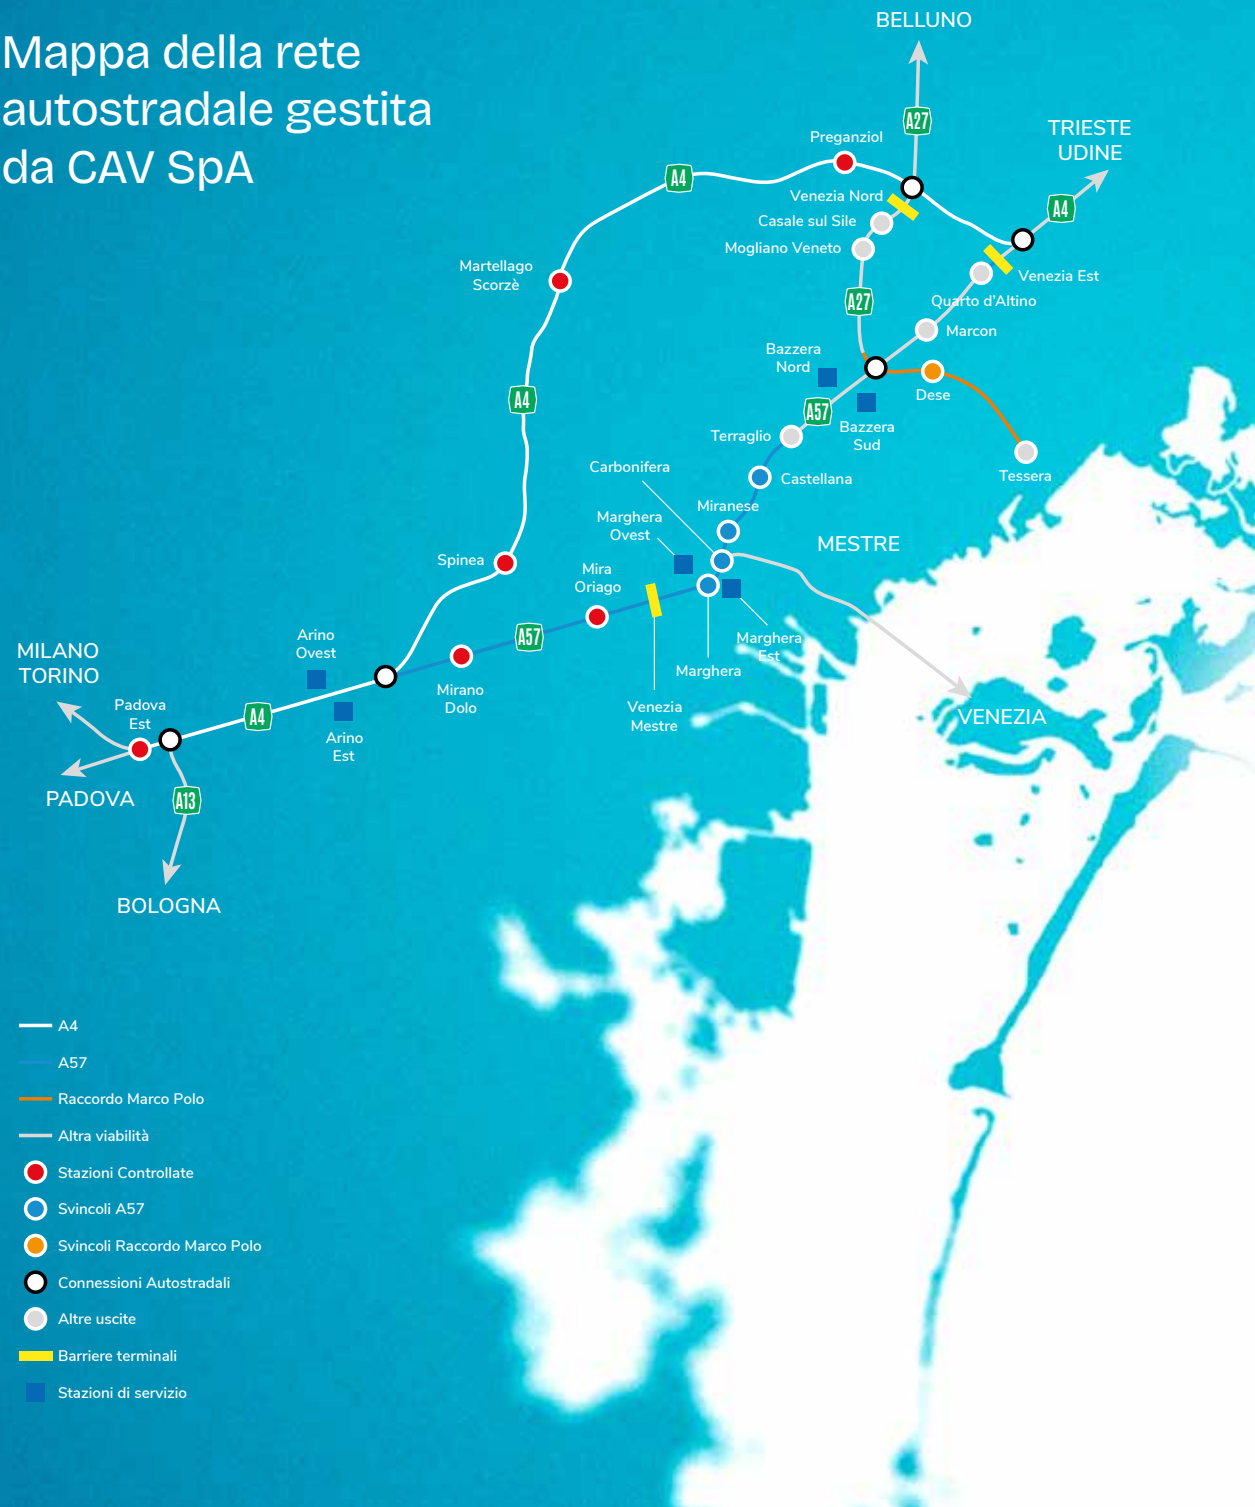 Mappa della rete
autostradale gestita
da CAV SpA
BELLUNO
A27
TRIESTE
UDINE
Preganziol
A4
Venezia Nord
A4
Casale sul Sile
Mogliano Veneto
Martellago
Scorzè
Venezia Est
A27
Quarto d'Altino
Marcon
Bazzera
Nord
A4
Dese
A57
Bazzera
Sud
Terraglio
Carbonifera
Castellana
Tessera
Miranese
Marghera
Ovest
MESTRE
Spinea
Mira
Oriago
A57
Arino
Ovest
Marghera
Est
MILANO
TORINO
Marghera
Mirano
Dolo
Padova
Est
A4
Venezia
Mestre
VENEZIA
Arino
Est
PADOVA
A13
BOLOGNA
A4
A57
Raccordo Marco Polo
Altra viabilità
Stazioni Controllate
Svincoli A57
Svincoli Raccordo Marco Polo
Connessioni Autostradali
Altre uscite
Barriere terminali
Stazioni di servizio